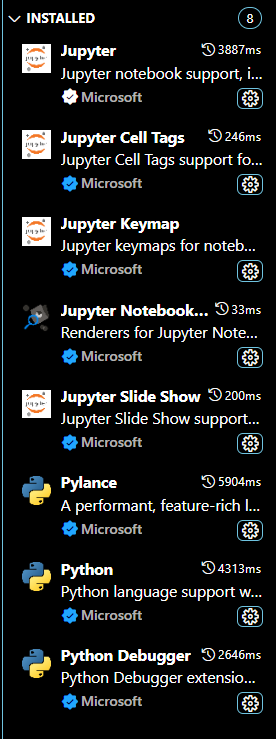 INSTALLED 8
Jupyter 3887ms
Jupyter notebook support, i...
Microsoft
Jupyter Cell Tags 246ms
Jupyter Cell Tags support fo...
Microsoft
Jupyter Keymap
Jupyter keymaps for noteb...
Microsoft
Jupyter Notebook... 33ms
Renderers for Jupyter Note...
Microsoft
Jupyter Slide Show 200ms
Jupyter Slide Show support...
Microsoft
Pylance 5904ms
A performant, feature-rich l...
Microsoft
Python 4313ms
Python language support w...
Microsoft
Python Debugger 2646ms
Python Debugger extensio...
Microsoft